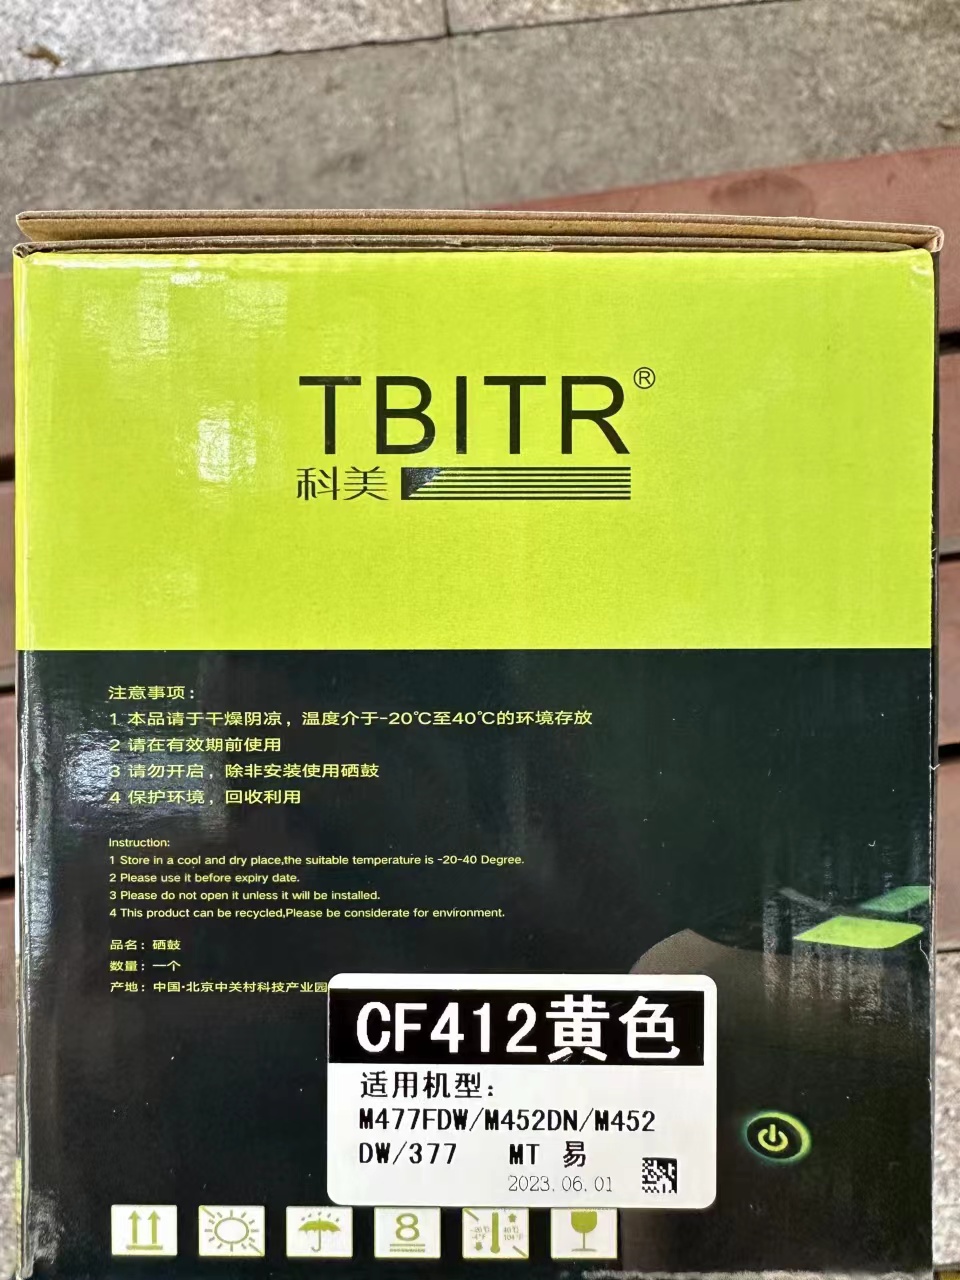 TBITR®
科美
注意事项：
1 本品请于干燥阴凉，温度介于-20℃至40℃的环境存放
2 请在有效期前使用
3 请勿开启，除非安装使用硒鼓
4 保护环境，回收利用
Instruction:
1 Store in a cool and dry place,the suitable temperature is -20-40 Degree.
2 Please use it before expiry date.
3 Please do not open it unless it will be installed.
4 This product can be recycled,Please be considerate for environment.
品名：硒鼓
数量：一个
产地：中国·北京中关村科技产业园
CF412黄色
适用机型：
M477FDW/M452DN/M452
DW/377 MT 易
2023.06.01
8